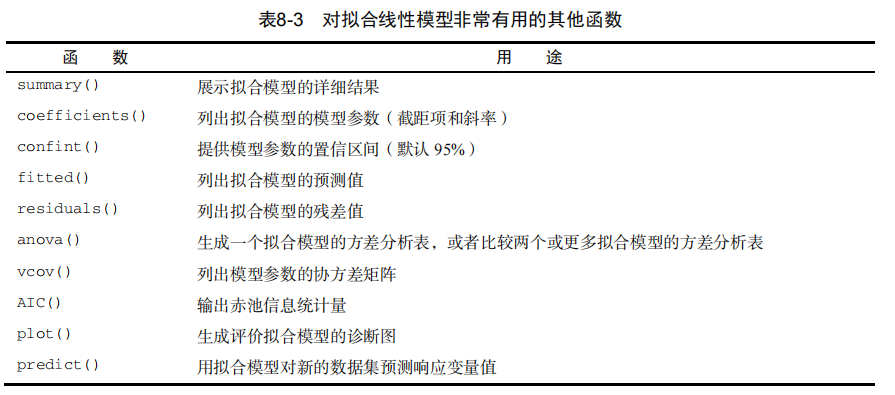 表8-3 对拟合线性模型非常有用的其他函数
函 数 用 途
summary() 展示拟合模型的详细结果
coefficients() 列出拟合模型的模型参数（截距项和斜率）
confint() 提供模型参数的置信区间（默认 95%）
fitted() 列出拟合模型的预测值
residuals() 列出拟合模型的残差值
anova() 生成一个拟合模型的方差分析表，或者比较两个或更多拟合模型的方差分析表
vcov() 列出模型参数的协方差矩阵
AIC() 输出赤池信息统计量
plot() 生成评价拟合模型的诊断图
predict() 用拟合模型对新的数据集预测响应变量值